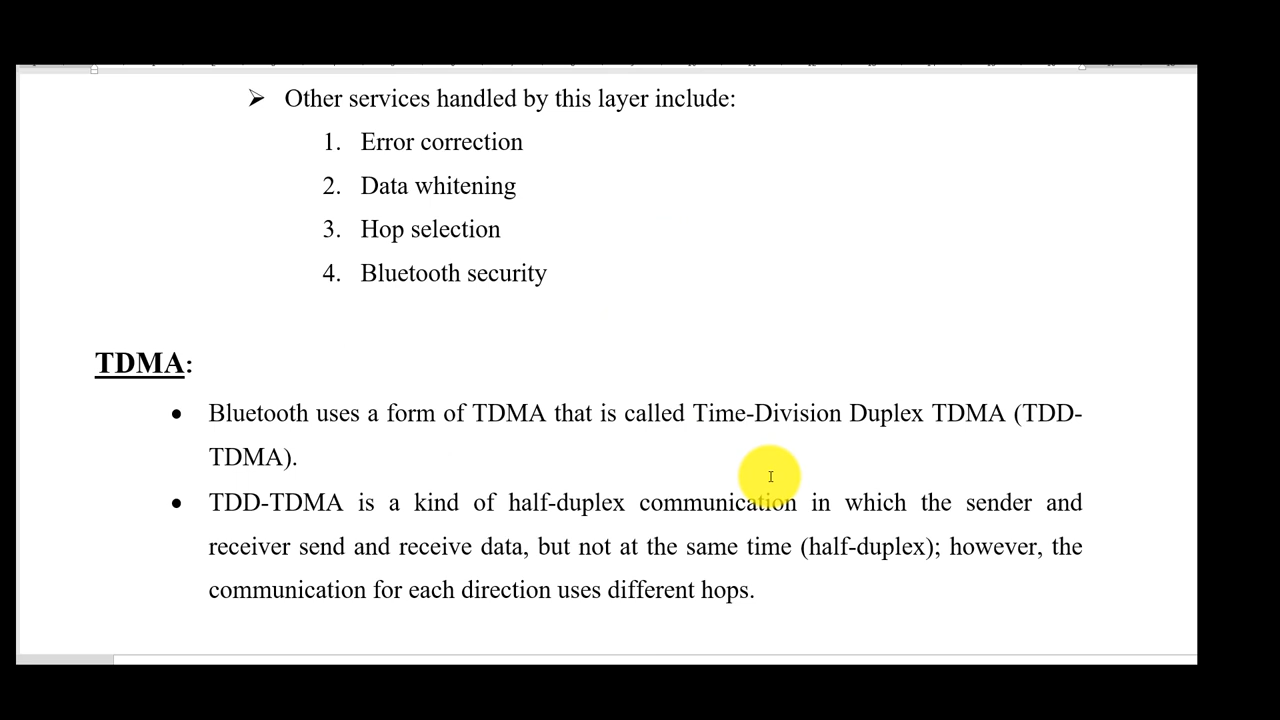 ➢ Other services handled by this layer include:
1. Error correction
2. Data whitening
3. Hop selection
4. Bluetooth security
TDMA:
• Bluetooth uses a form of TDMA that is called Time-Division Duplex TDMA (TDD-
TDMA).
• TDD-TDMA is a kind of half-duplex communication in which the sender and
receiver send and receive data, but not at the same time (half-duplex); however, the
communication for each direction uses different hops.